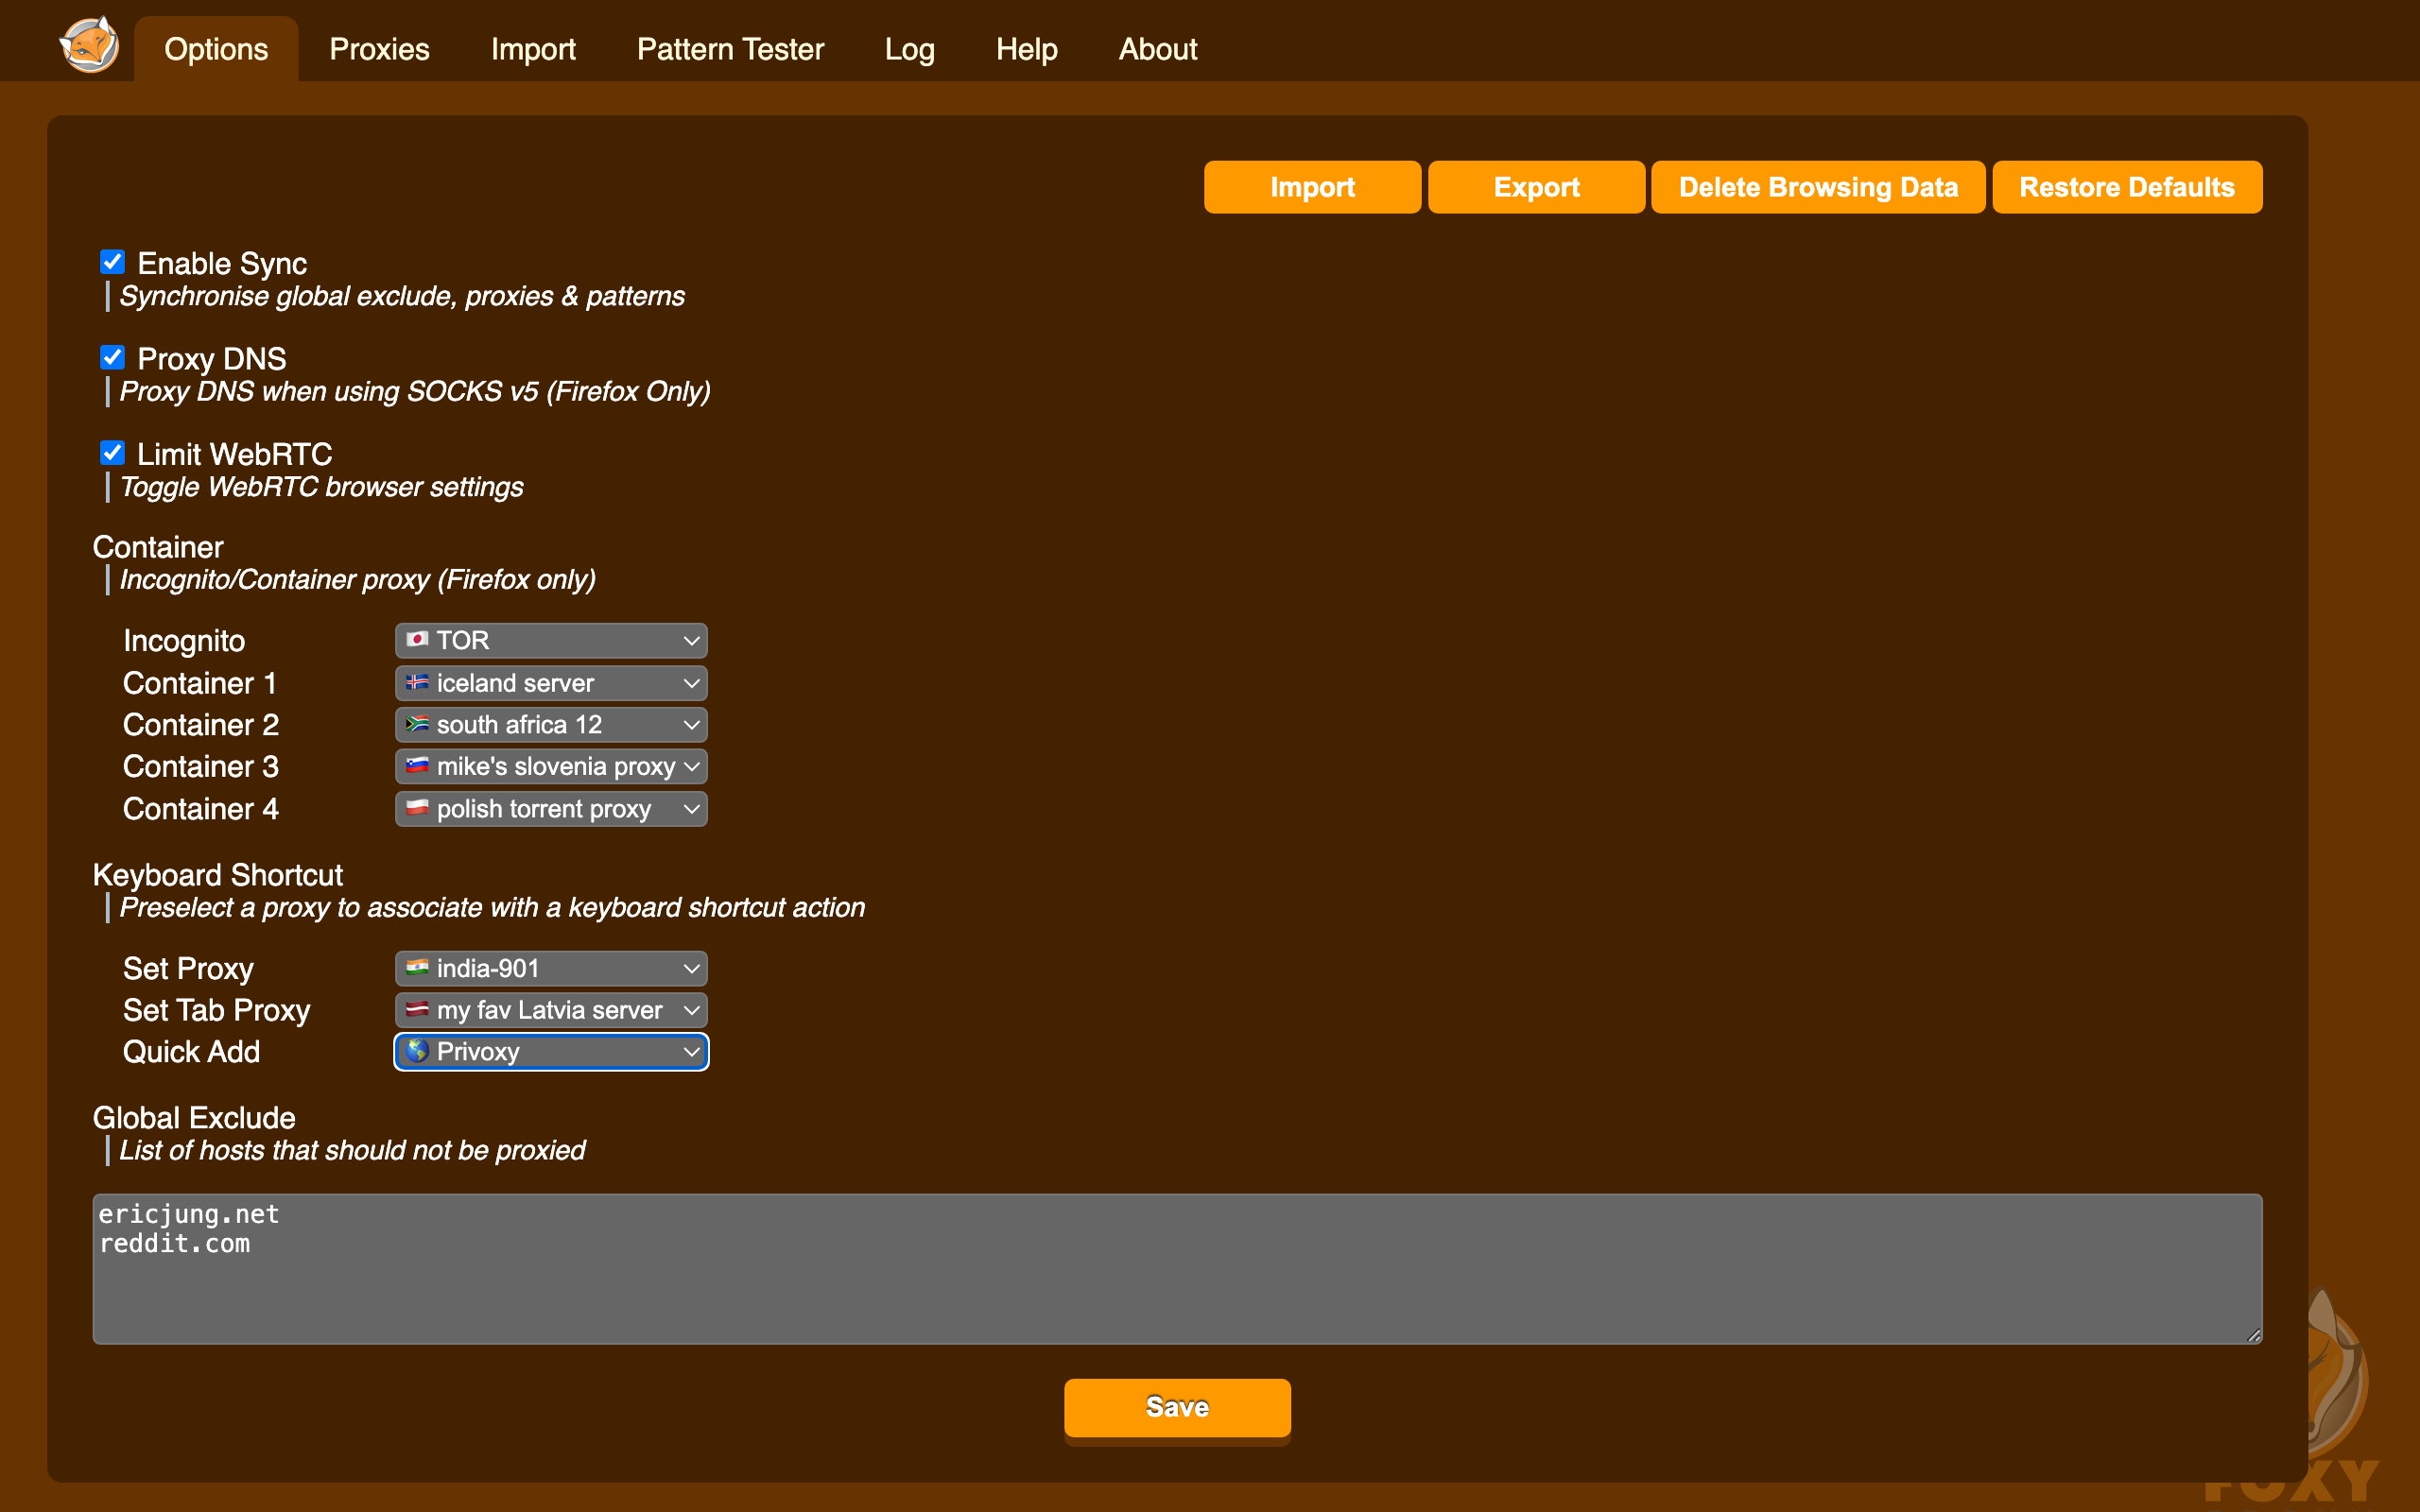 Options Proxies Import Pattern Tester Log Help About
Import Export Delete Browsing Data Restore Defaults
Enable Sync
Synchronise global exclude, proxies & patterns
Proxy DNS
Proxy DNS when using SOCKS v5 (Firefox Only)
Limit WebRTC
Toggle WebRTC browser settings
Container
Incognito/Container proxy (Firefox only)
Incognito TOR
Container 1 iceland server
Container 2 south africa 12
Container 3 mike's slovenia proxy
Container 4 polish torrent proxy
Keyboard Shortcut
Preselect a proxy to associate with a keyboard shortcut action
Set Proxy india-901
Set Tab Proxy my fav Latvia server
Quick Add Privoxy
Global Exclude
List of hosts that should not be proxied
ericjung.net
reddit.com
Save
FOXY